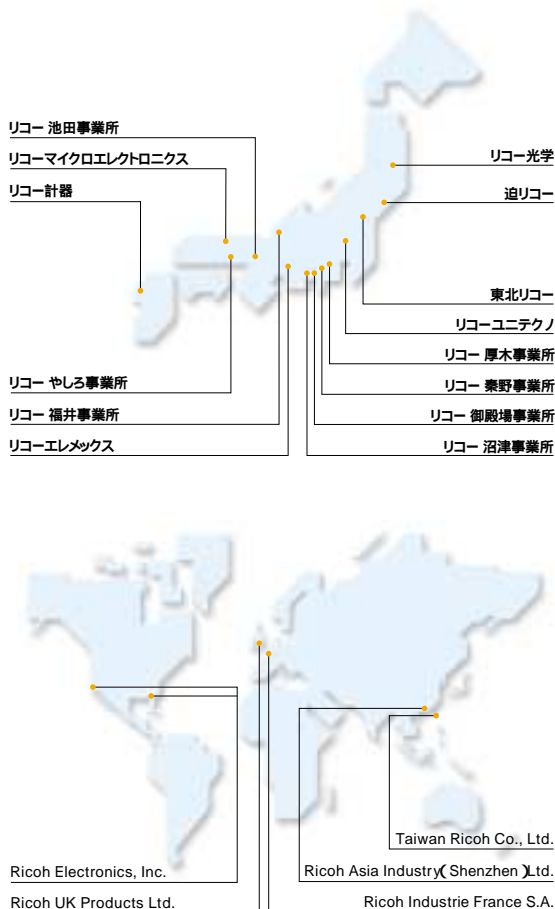 リコー 池田事業所
リコーマイクロエレクトロニクス
リコー計器
リコー光学
迫リコー
東北リコー
リコーユニテクノ
リコー 厚木事業所
リコー やしろ事業所
リコー 秦野事業所
リコー 福井事業所
リコー 御殿場事業所
リコーエレメックス
リコー 沼津事業所
Taiwan Ricoh Co., Ltd.
Ricoh Electronics, Inc.
Ricoh Asia Industry(Shenzhen)Ltd.
Ricoh UK Products Ltd.
Ricoh Industrie France S.A.